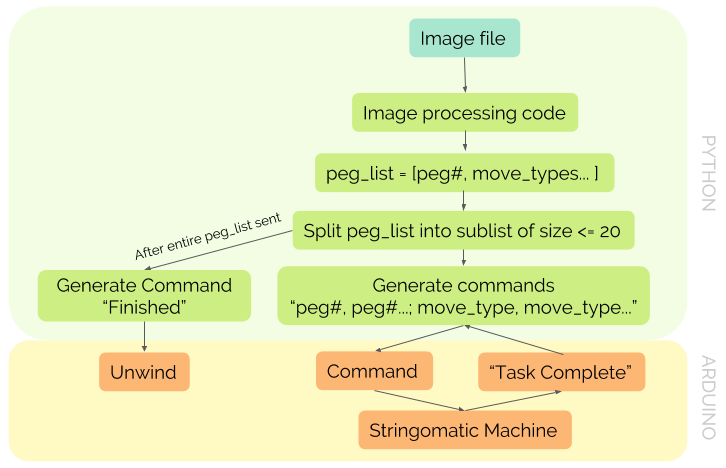 Image file
Image processing code
peg_list = [peg#, move_types... ]
PYTHON
Split peg_list into sublist of size <= 20
After entire peg_list sent
Generate Command
“Finished”
Generate commands
“peg#, peg#...; move_type, move_type...”
Unwind
Command
“Task Complete”
ARDUINO
Stringomatic Machine